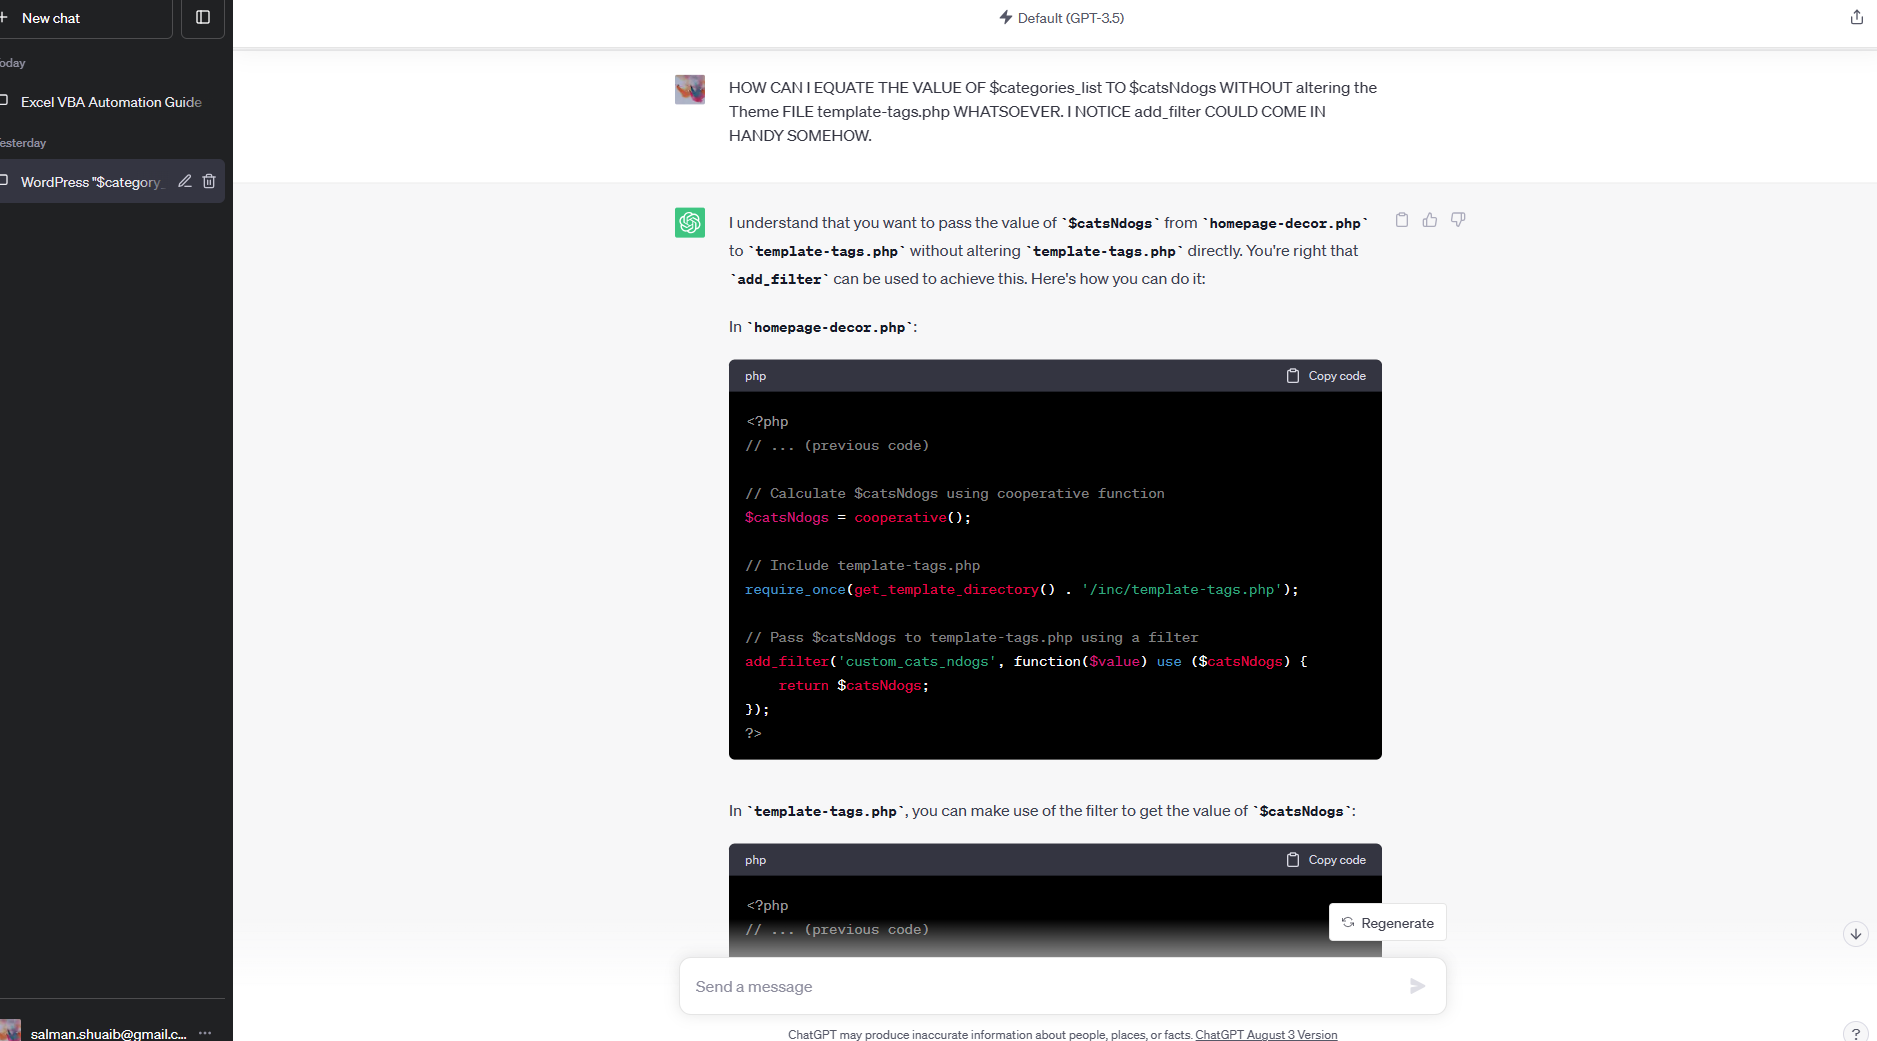 New chat
Default (GPT-3.5)
oday
Excel VBA Automation Guide
esterday
WordPress "$category_
HOW CAN I EQUATE THE VALUE OF $categories_list TO $catsNdogs WITHOUT altering the
Theme FILE template-tags.php WHATSOEVER. I NOTICE add_filter COULD COME IN
HANDY SOMEHOW.
I understand that you want to pass the value of `$catsNdogs` from `homepage-decor.php`
to `template-tags.php` without altering `template-tags.php` directly. You're right that
`add_filter` can be used to achieve this. Here's how you can do it:
In `homepage-decor.php`:
php Copy code
<?php
// ... (previous code)
// Calculate $catsNdogs using cooperative function
$catsNdogs = cooperative();
// Include template-tags.php
require_once(get_template_directory() . '/inc/template-tags.php');
// Pass $catsNdogs to template-tags.php using a filter
add_filter('custom_cats_ndogs', function($value) use ($catsNdogs) {
return $catsNdogs;
});
?>
In `template-tags.php`, you can make use of the filter to get the value of `$catsNdogs`:
php Copy code
<?php
// ... (previous code)
Regenerate
Send a message
salman.shuaib@gmail.c... ...
ChatGPT may produce inaccurate information about people, places, or facts. ChatGPT August 3 Version
?